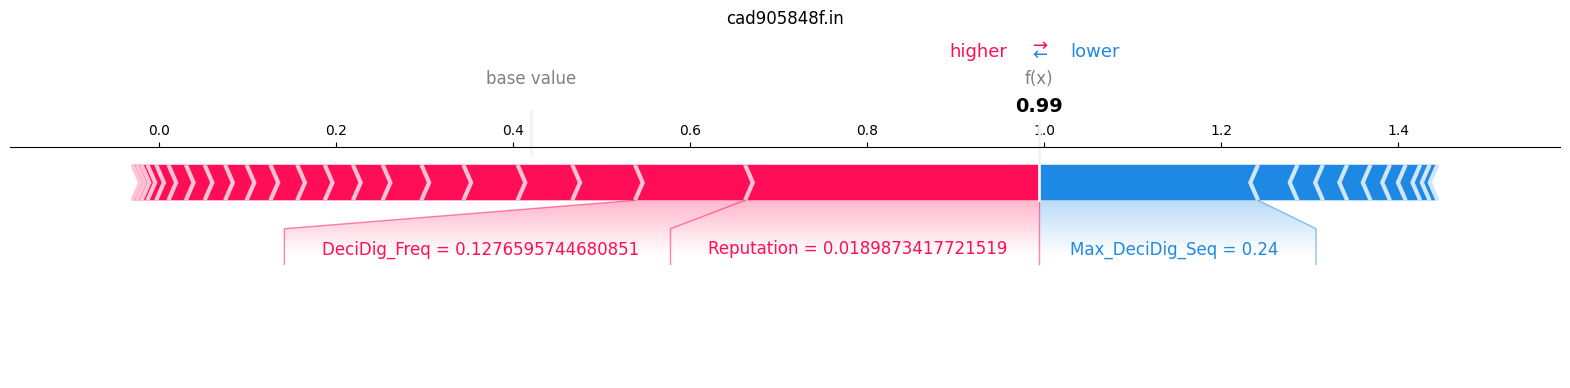 cad905848f.in
higher ⇄ lower
base value f(x)
0.99
0.0 0.2 0.4 0.6 0.8 1.0 1.2 1.4
DeciDig_Freq = 0.1276595744680851 Reputation = 0.0189873417721519 Max_DeciDig_Seq = 0.24